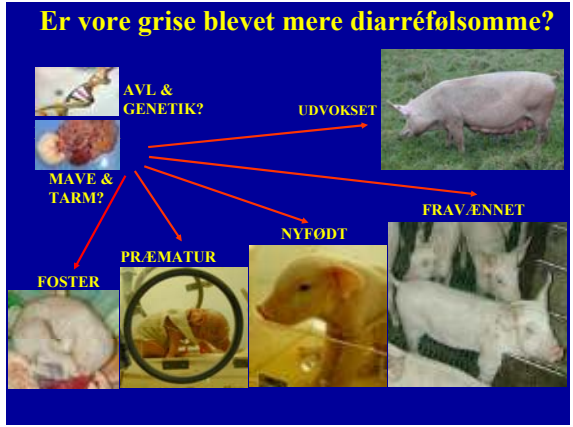 Er vore grise blevet mere diarréfølsomme?
AVL &
GENETIK?
UDVOKSET
MAVE &
TARM?
FRAVÆNNET
NYFØDT
PRÆMATUR
FOSTER